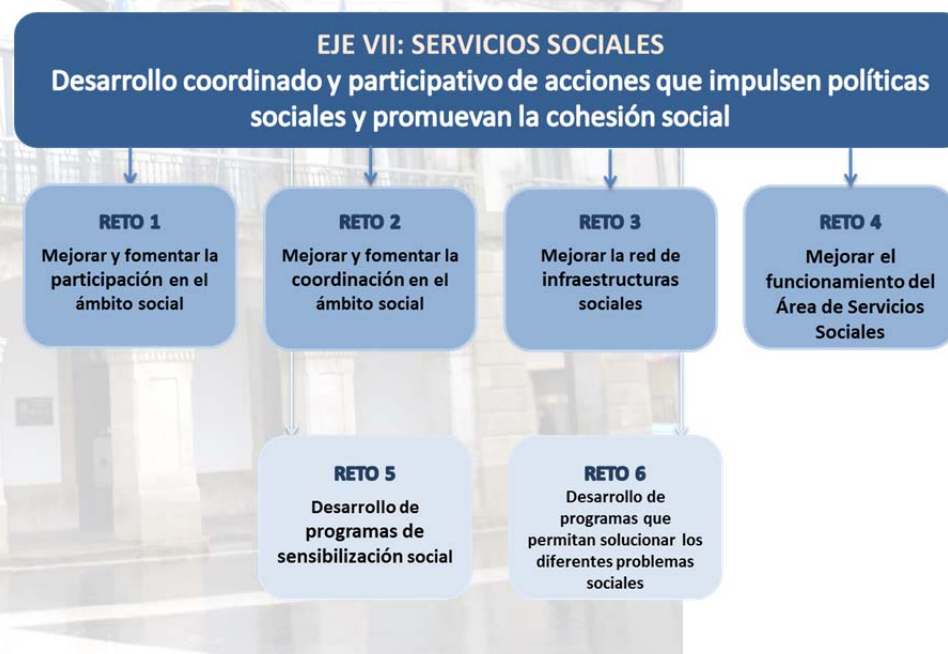 EJE VII: SERVICIOS SOCIALES
Desarrollo coordinado y participativo de acciones que impulsen políticas
sociales y promuevan la cohesión social
RETO 1
Mejorar y fomentar la
participación en el
ámbito social
RETO 2
Mejorar y fomentar la
coordinación en el
ámbito social
RETO 3
Mejorar la red de
infraestructuras
sociales
RETO 4
Mejorar el
funcionamiento del
Área de Servicios
Sociales
RETO 5
Desarrollo de
programas de
sensibilización social
RETO 6
Desarrollo de
programas que
permitan solucionar los
diferentes problemas
sociales